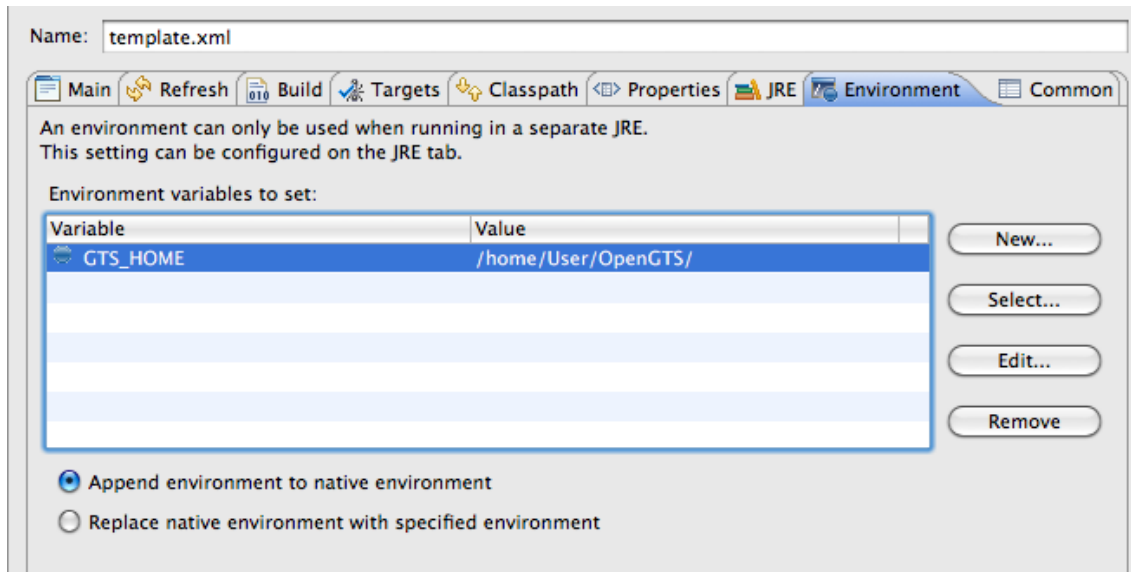 Name: template.xml
Main Refresh Build Targets Classpath Properties JRE Environment Common
An environment can only be used when running in a separate JRE.
This setting can be configured on the JRE tab.
Environment variables to set:
Variable Value
GTS_HOME /home/User/OpenGTS/
New...
Select...
Edit...
Remove
Append environment to native environment
Replace native environment with specified environment